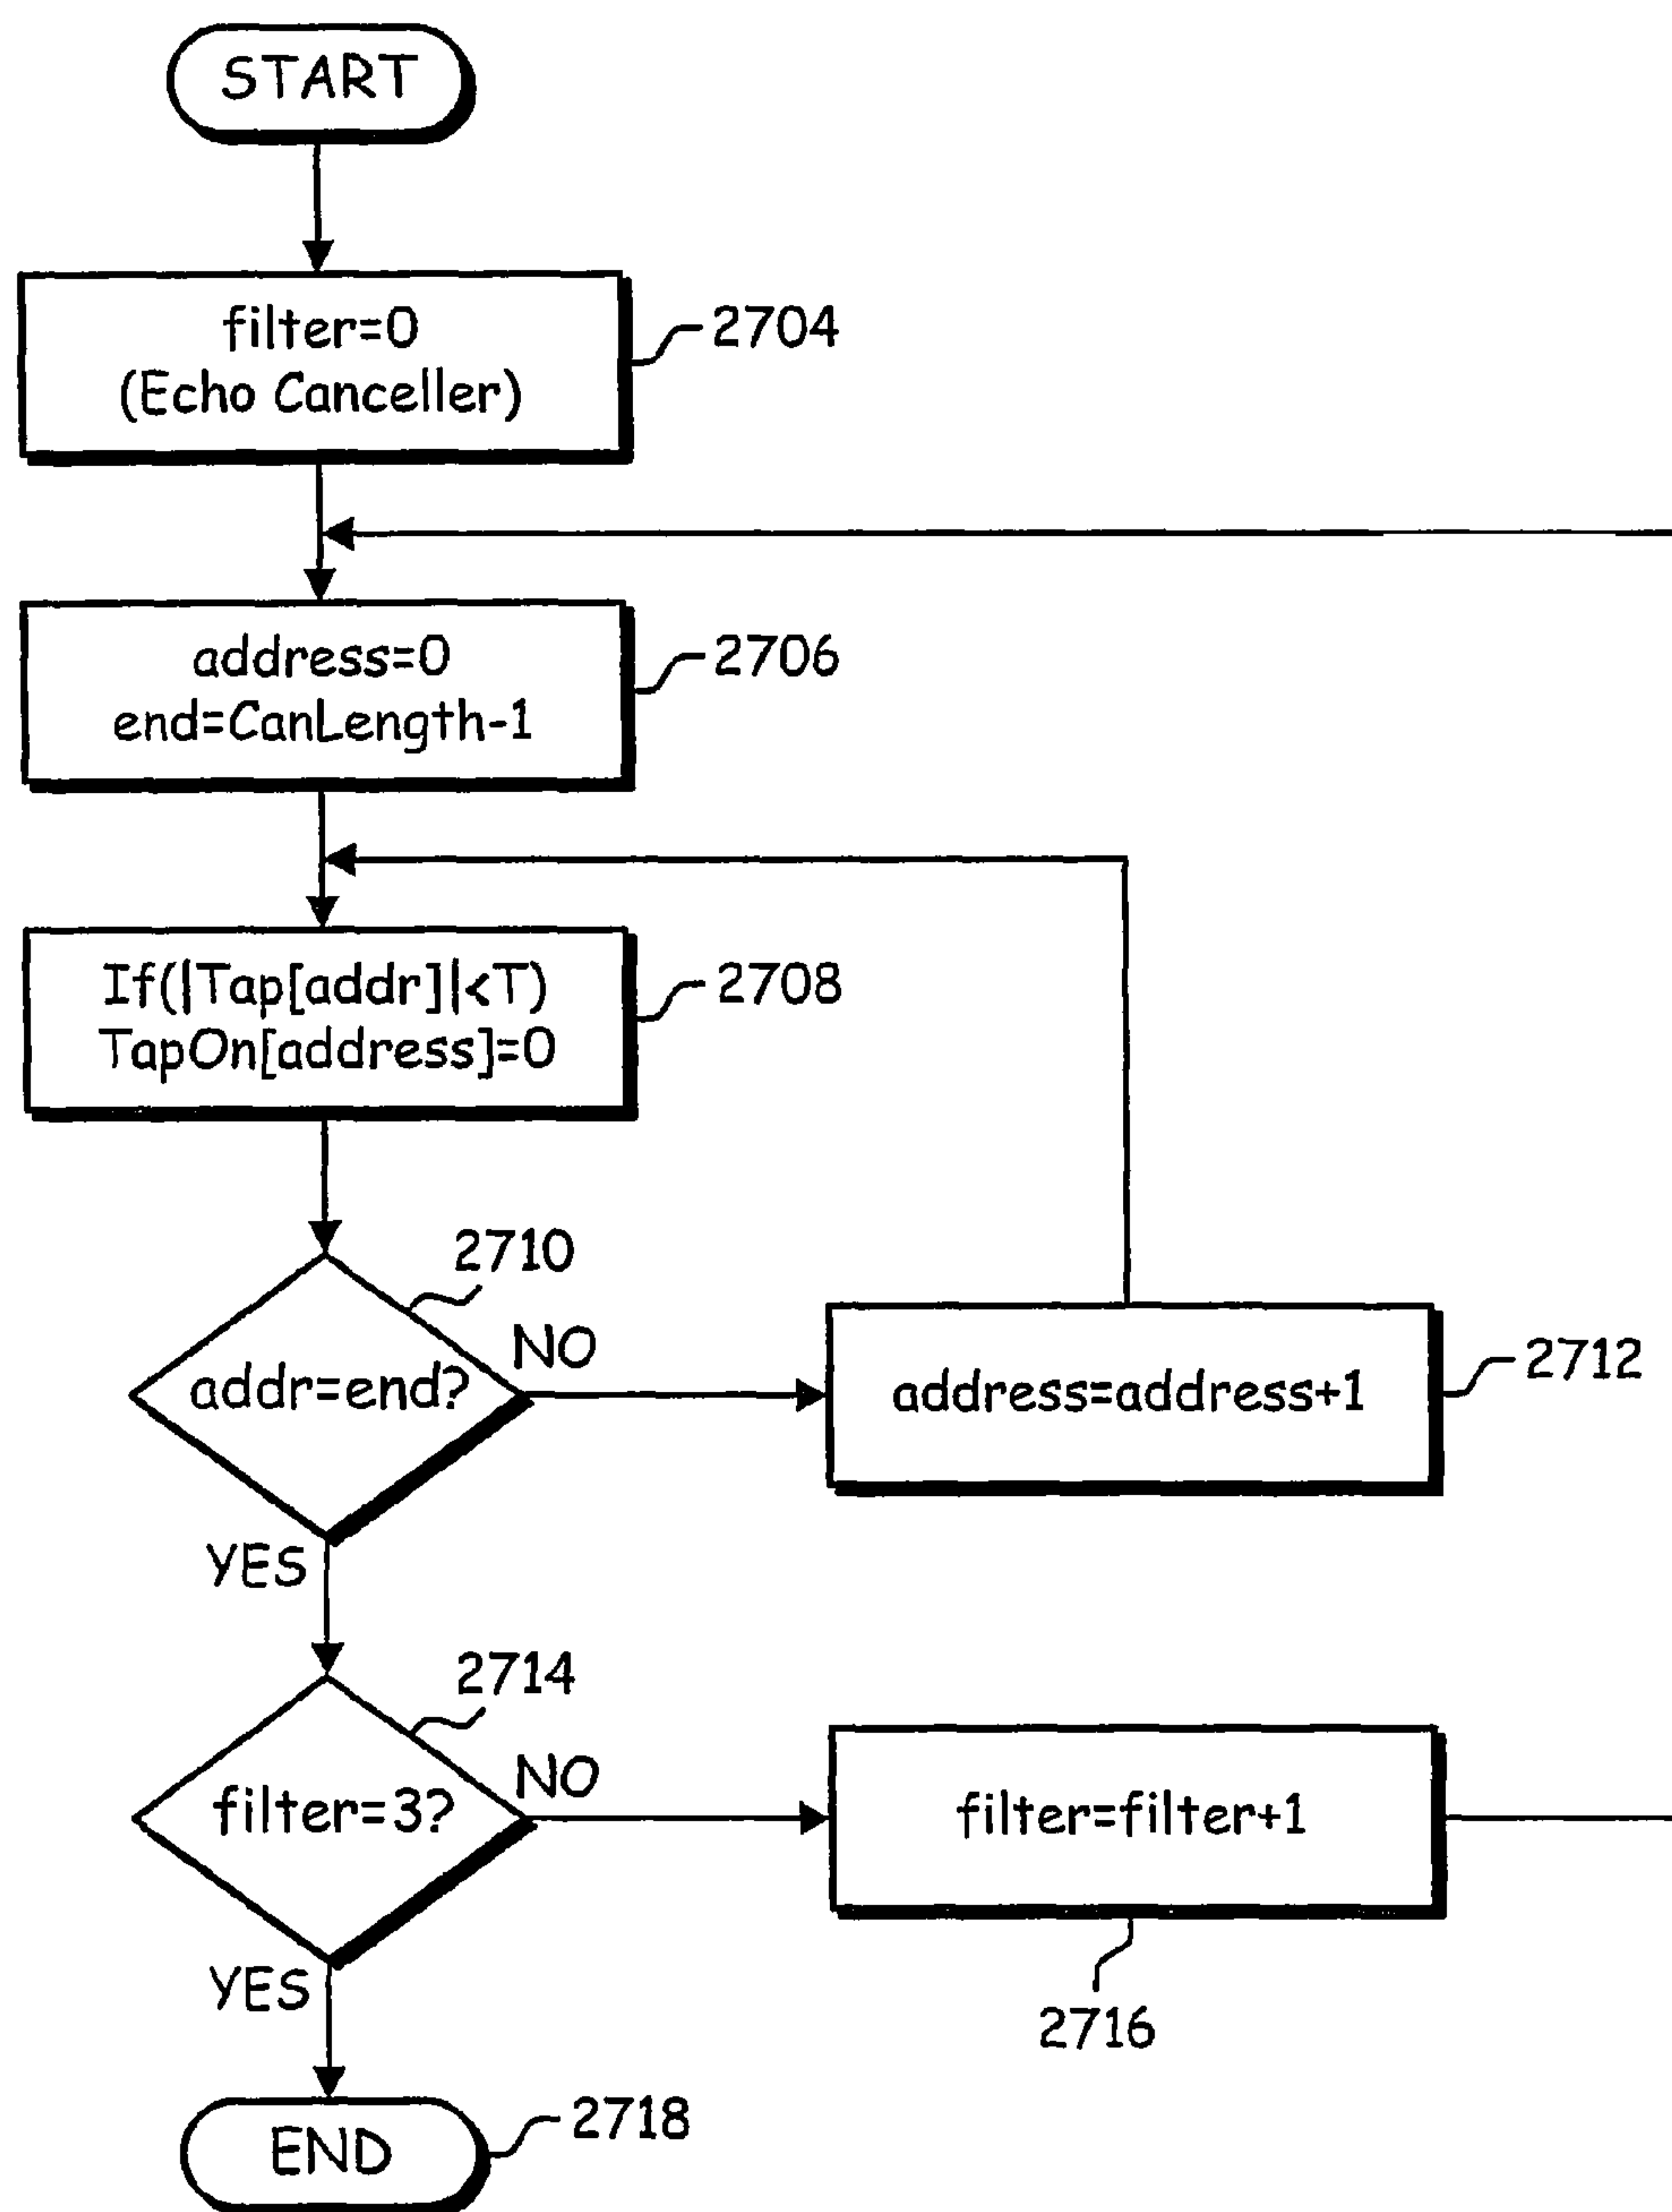 START
filter=0
(Echo Canceller)
2704
address=0
end=CanLength-1
2706
If(|Tap[addr]|<T)
TapOn[address]=0
2708
2710
addr=end?
NO
address=address+1
2712
YES
2714
filter=3?
NO
filter=filter+1
2716
YES
END
2718